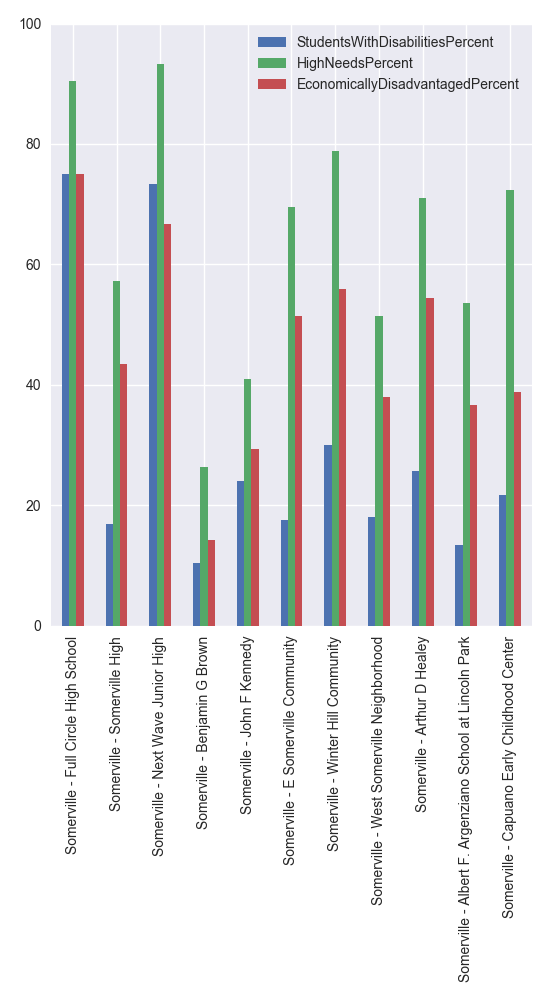 100
80
60
40
20
0
StudentsWithDisabilitiesPercent
HighNeedsPercent
EconomicallyDisadvantagedPercent
Somerville - Full Circle High School
Somerville - Somerville High
Somerville - Next Wave Junior High
Somerville - Benjamin G Brown
Somerville - John F Kennedy
Somerville - E Somerville Community
Somerville - Winter Hill Community
Somerville - West Somerville Neighborhood
Somerville - Arthur D Healey
Somerville - Albert F. Argenziano School at Lincoln Park
Somerville - Capuano Early Childhood Center